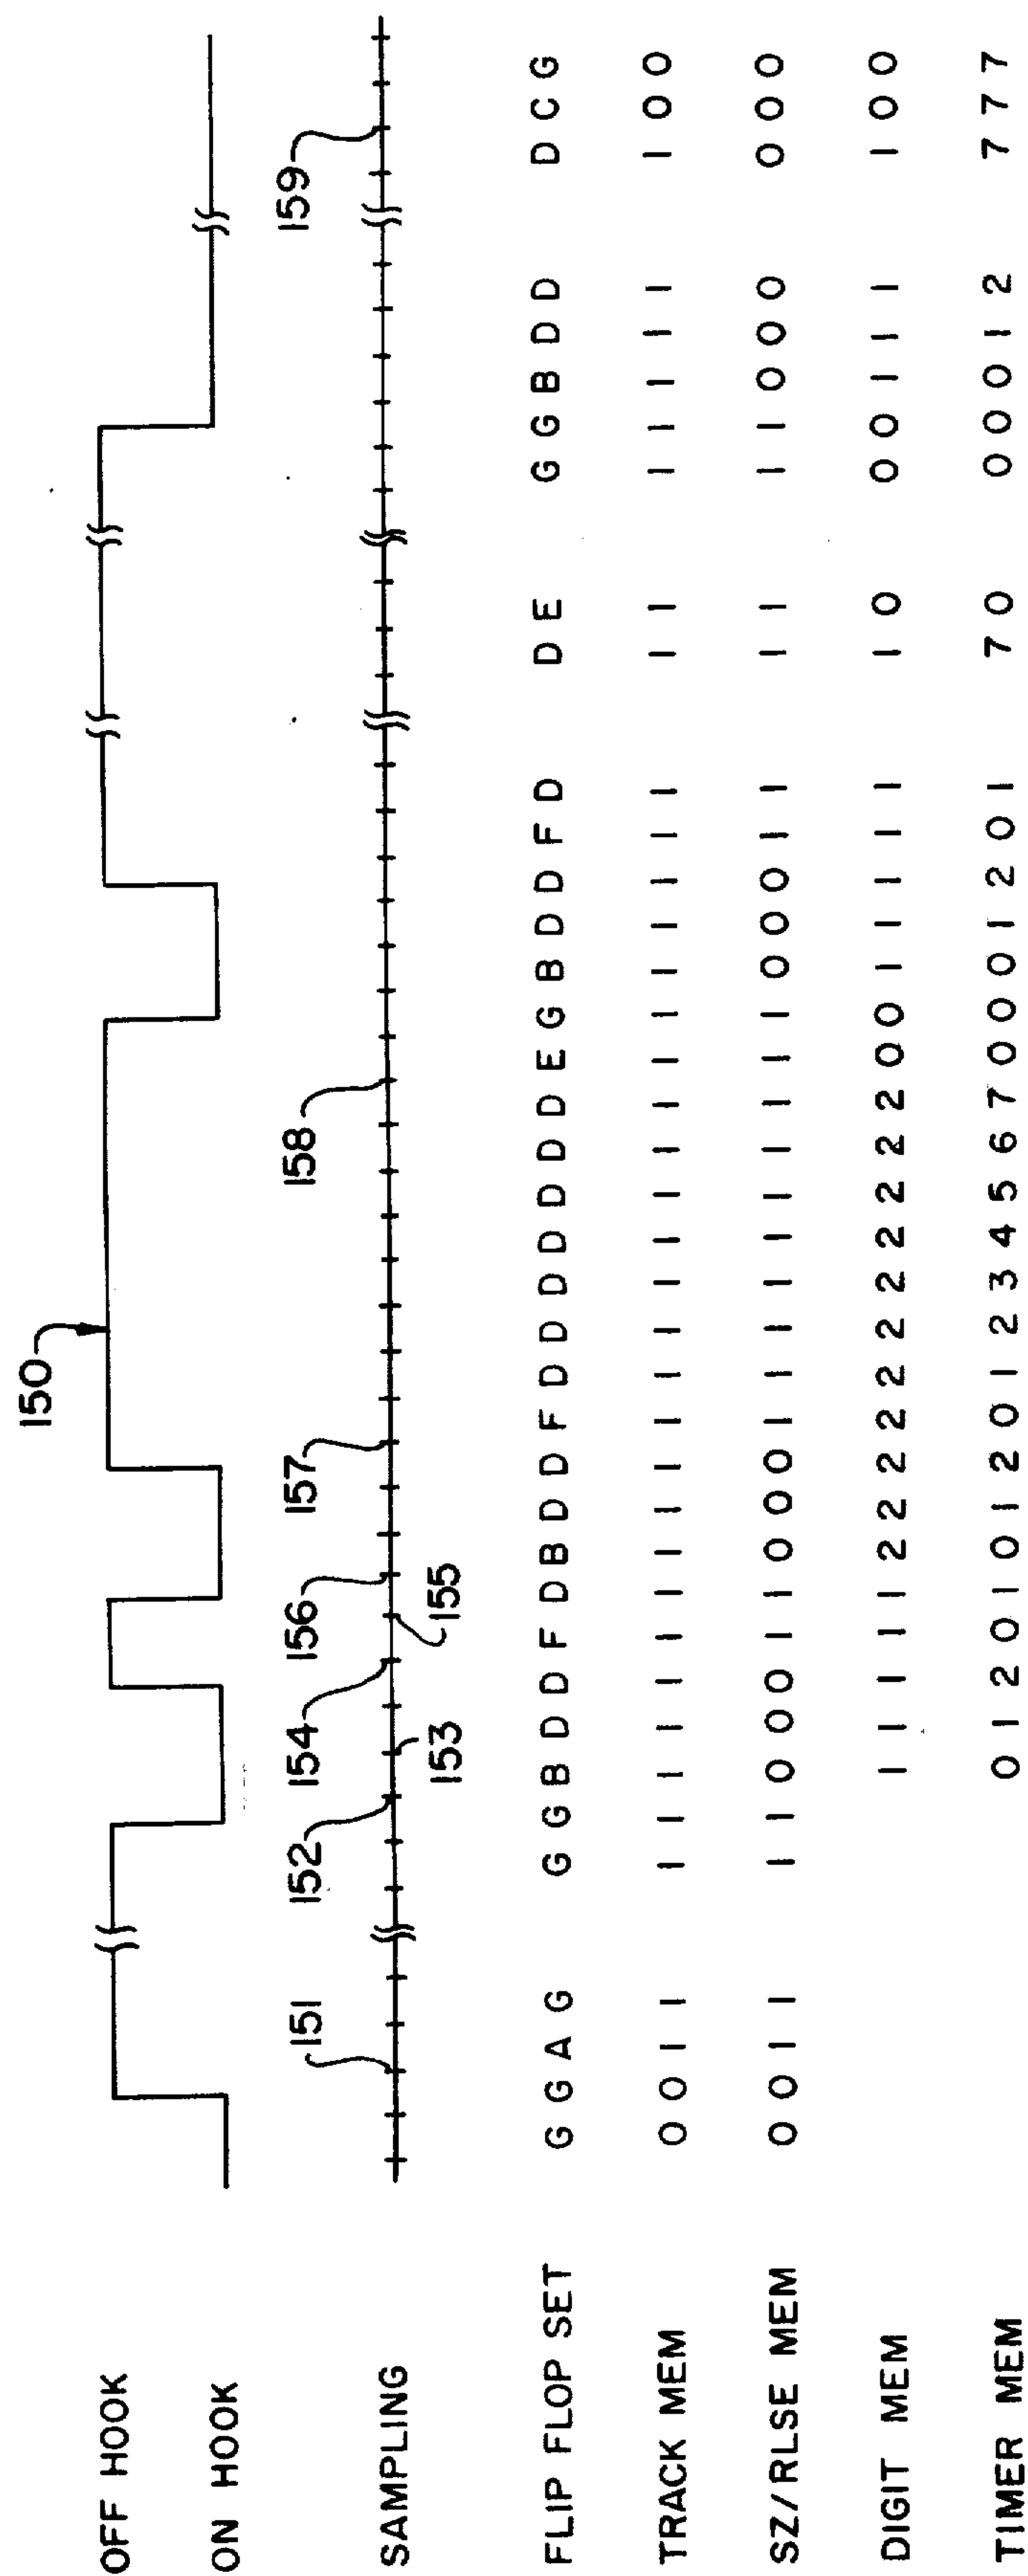 150
OFF HOOK
ON HOOK
151 152 154 156 157 158 159
153 155
SAMPLING
FLIP FLOP SET G G A G G G B D D F D B D D F D D D D D D D E G B D D F D D E G G B D D D C G
TRACK MEM 0 0 1 1 1 1 1 1 1 1 1 1 1 1 1 1 1 1 1 1 1 1 1 1 1 1 1 1 1 1 1 1 1 1 1 1 1 0 0
SZ/RLSE MEM 0 0 1 1 1 1 0 0 0 1 1 0 0 0 1 1 1 1 1 1 1 1 1 1 0 0 0 1 1 1 1 1 1 0 0 0 0 0 0
DIGIT MEM 1 1 1 1 1 2 2 2 2 2 2 2 2 2 2 2 0 0 1 1 1 1 1 1 0 0 0 1 1 1 1 0 0
TIMER MEM 0 1 2 0 1 0 1 2 0 1 2 3 4 5 6 7 0 0 0 1 2 0 1 7 0 0 0 0 1 2 7 7 7